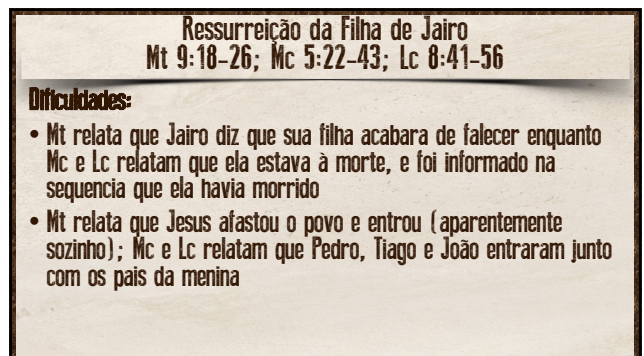 Ressurreição da Filha de Jairo
Mt 9:18-26; Mc 5:22-43; Lc 8:41-56
Dificuldades:
• Mt relata que Jairo diz que sua filha acabara de falecer enquanto
Mc e Lc relatam que ela estava à morte, e foi informado na
sequencia que ela havia morrido
• Mt relata que Jesus afastou o povo e entrou (aparentemente
sozinho); Mc e Lc relatam que Pedro, Tiago e João entraram junto
com os pais da menina